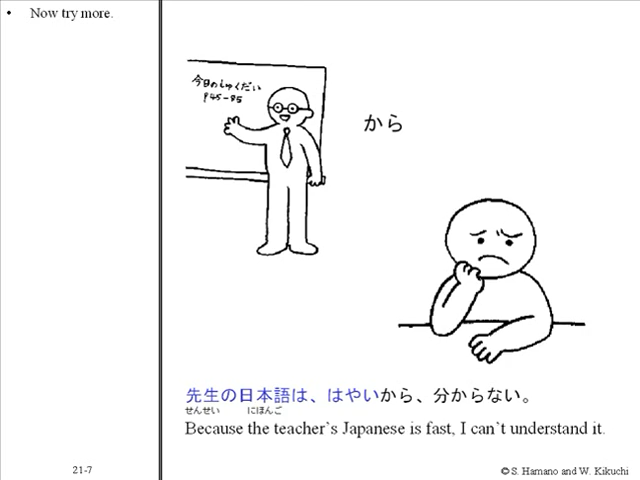 • Now try more.
今日のしゅくだい
P45-95
から
先生の日本語は、はやいから、分からない。
せんせい にほんご
Because the teacher's Japanese is fast, I can't understand it.
21-7
© S. Hamano and W. Kikuchi